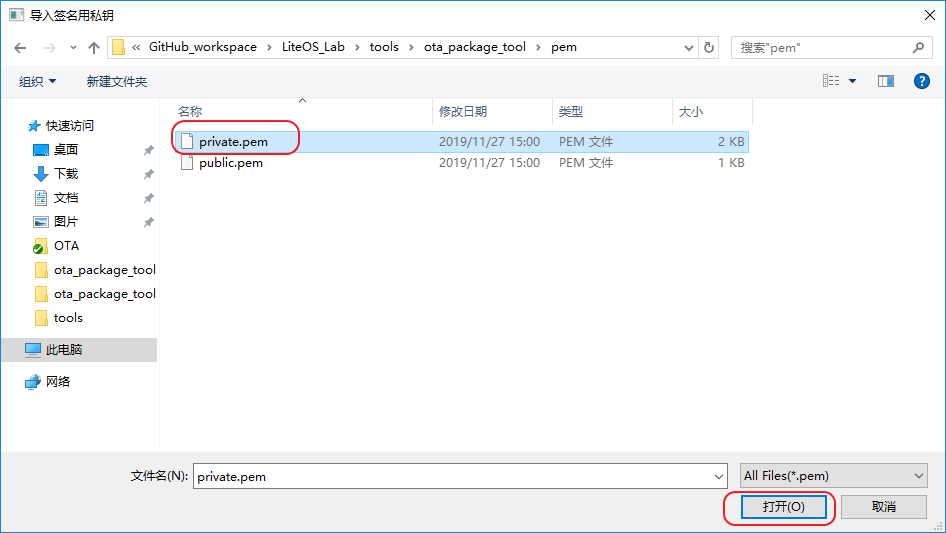 导入签名用私钥
« GitHub_workspace › LiteOS_Lab › tools › ota_package_tool › pem
搜索"pem"
组织
新建文件夹
名称 修改日期 类型 大小
private.pem 2019/11/27 15:00 PEM 文件 2 KB
public.pem 2019/11/27 15:00 PEM 文件 1 KB
快速访问
桌面
下载
文档
图片
OTA
ota_package_tool
ota_package_tool
tools
此电脑
网络
文件名(N): private.pem
All Files(*.pem)
打开(O)
取消